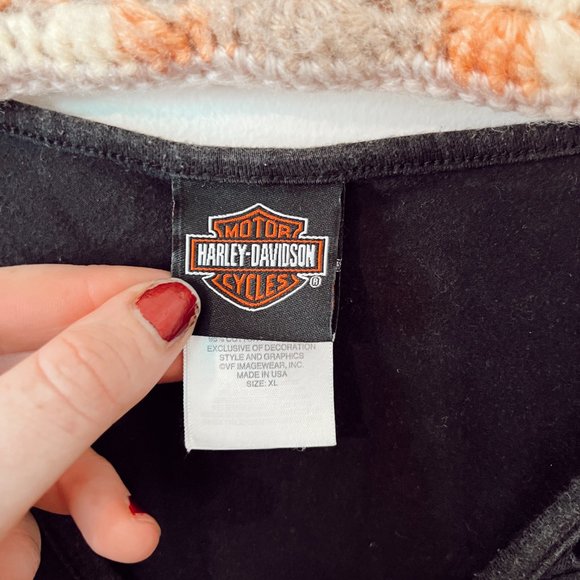 MOTOR
HARLEY-DAVIDSON
CYCLES
®
EXCLUSIVE OF DECORATION
STYLE AND GRAPHICS
©VF IMAGEWEAR, INC.
MADE IN USA
SIZE: XL